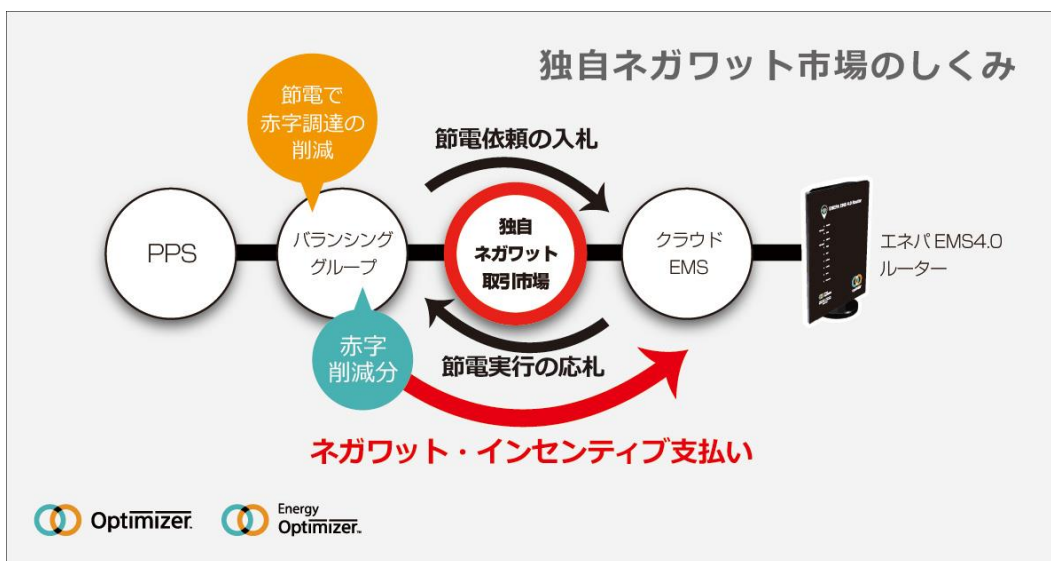 独自ネガワット市場のしくみ
節電で
赤字調達の
削減
節電依頼の入札
PPS
バランシング
グループ
独自
ネガワット
取引市場
クラウド
EMS
エネパEMS4.0
ルーター
赤字
削減分
節電実行の応札
ネガワット・インセンティブ支払い
Optimizer.
Energy
Optimizer